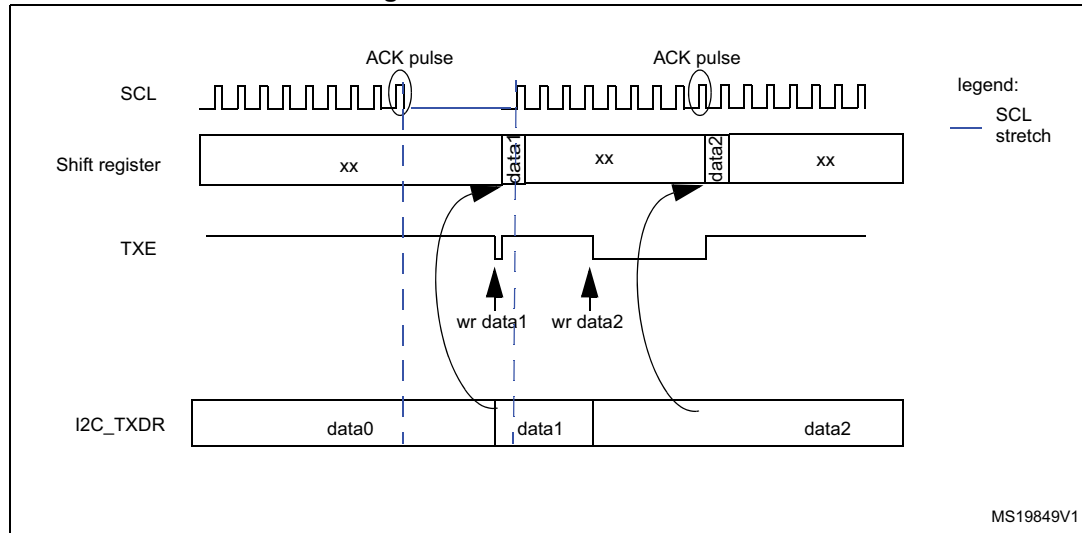 ACK pulse
ACK pulse
SCL
legend:
SCL
stretch
Shift register
xx
data1
xx
data2
xx
TXE
wr data1
wr data2
I2C_TXDR
data0
data1
data2
MS19849V1